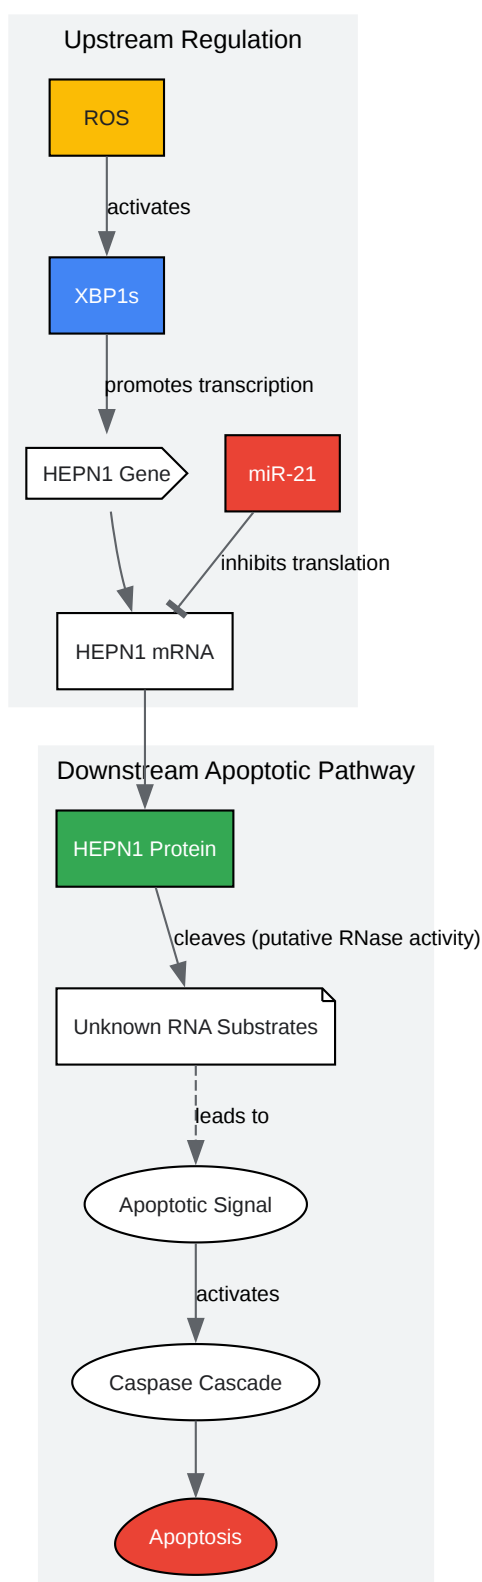 Upstream Regulation
ROS
activates
XBP1s
promotes transcription
HEPN1 Gene
miR-21
inhibits translation
HEPN1 mRNA
Downstream Apoptotic Pathway
HEPN1 Protein
cleaves (putative RNase activity)
Unknown RNA Substrates
leads to
Apoptotic Signal
activates
Caspase Cascade
Apoptosis